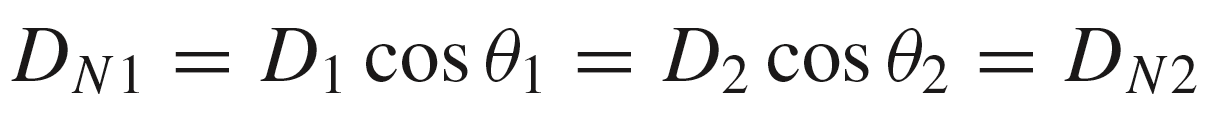 D_{N1} = D_1 cos θ_1 = D_2 cos θ_2 = D_{N2}